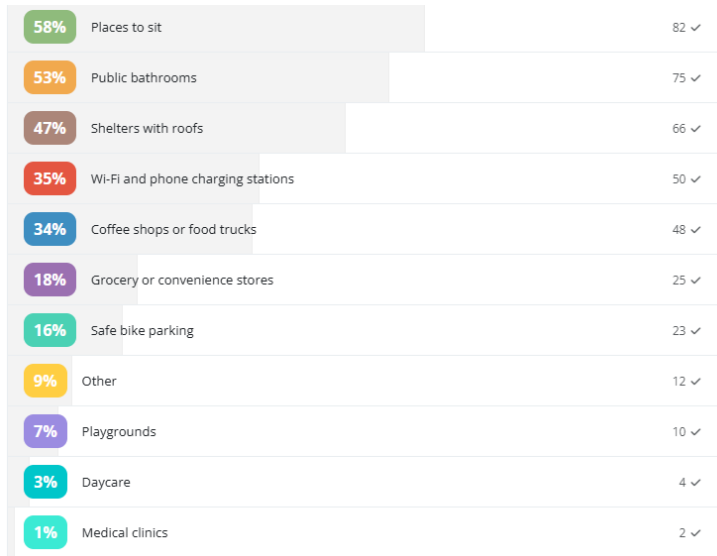 58% Places to sit 82 ✓
53% Public bathrooms 75 ✓
47% Shelters with roofs 66 ✓
35% Wi-Fi and phone charging stations 50 ✓
34% Coffee shops or food trucks 48 ✓
18% Grocery or convenience stores 25 ✓
16% Safe bike parking 23 ✓
9% Other 12 ✓
7% Playgrounds 10 ✓
3% Daycare 4 ✓
1% Medical clinics 2 ✓